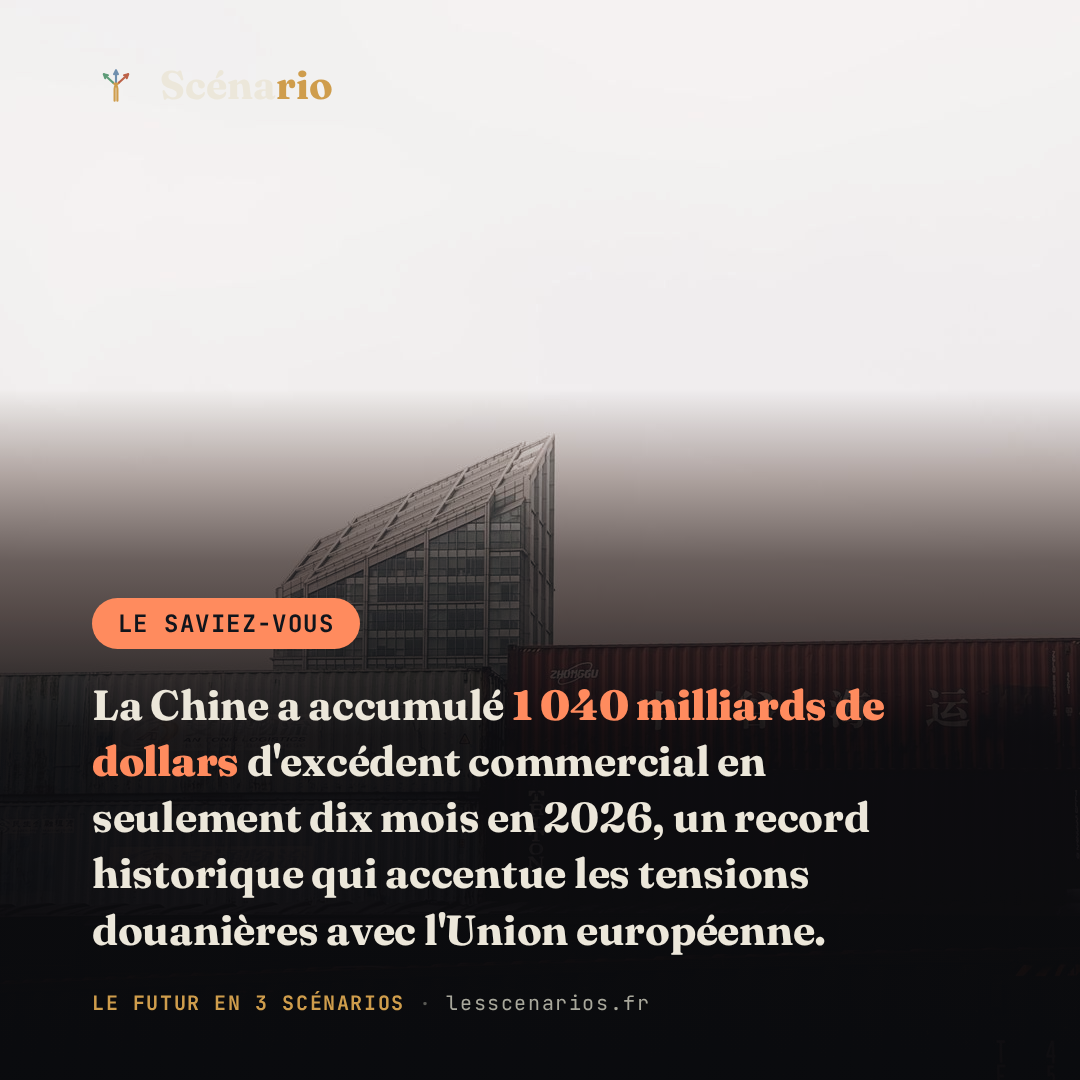 Scénario
LE SAVIEZ-VOUS
ZHONGGU
运
La Chine a accumulé 1 040 milliards de
dollars d'excédent commercial en
seulement dix mois en 2026, un record
historique qui accentue les tensions
douanières avec l'Union européenne.
LE FUTUR EN 3 SCÉNARIOS · lesscenarios.fr